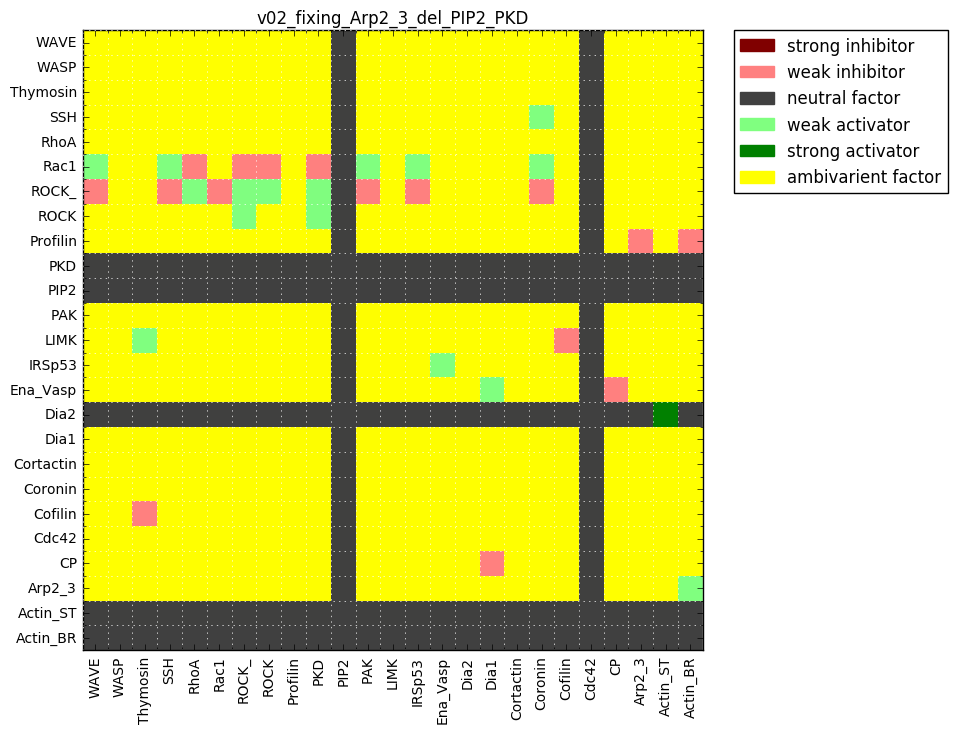 v02_fixing_Arp2_3_del_PIP2_PKD
strong inhibitor
weak inhibitor
neutral factor
weak activator
strong activator
ambivarient factor
WAVE
WASP
Thymosin
SSH
RhoA
Rac1
ROCK_
ROCK
Profilin
PKD
PIP2
PAK
LIMK
IRSp53
Ena_Vasp
Dia2
Dia1
Cortactin
Coronin
Cofilin
Cdc42
CP
Arp2_3
Actin_ST
Actin_BR
WAVE
WASP
Thymosin
SSH
RhoA
Rac1
ROCK_
ROCK
Profilin
PKD
PIP2
PAK
LIMK
IRSp53
Ena_Vasp
Dia2
Dia1
Cortactin
Coronin
Cofilin
Cdc42
CP
Arp2_3
Actin_ST
Actin_BR